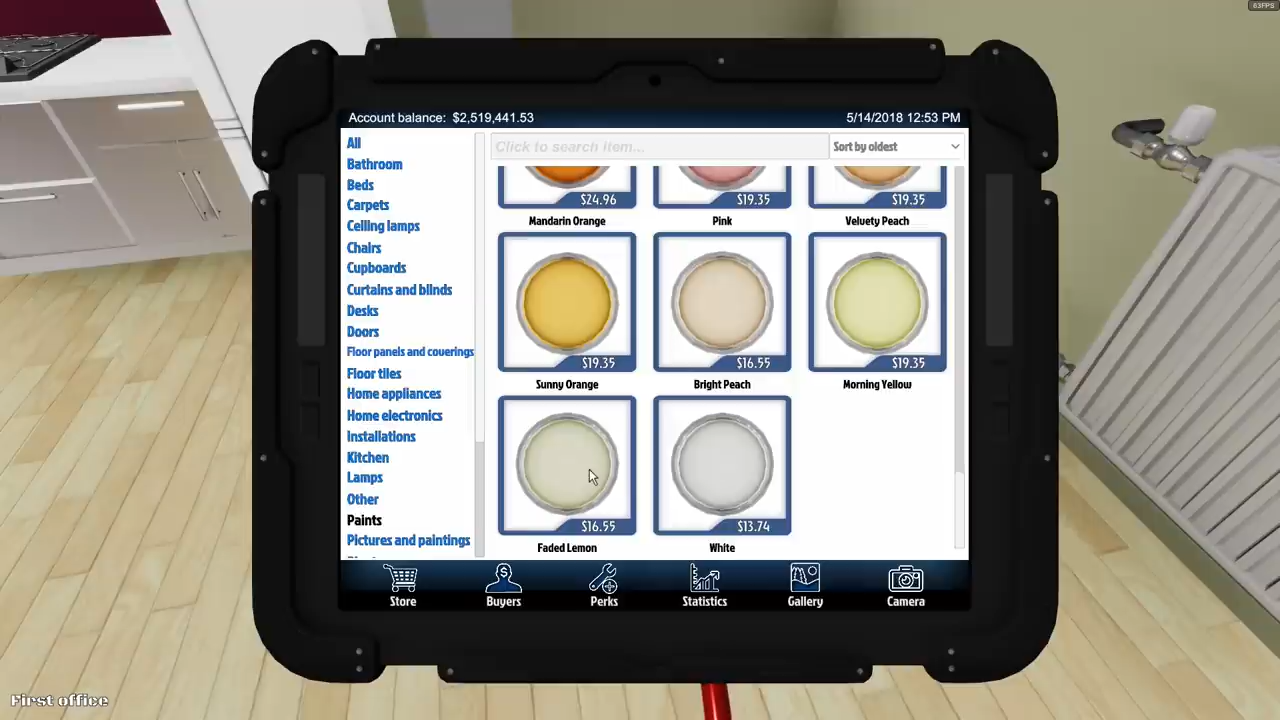 63FPS
Account balance: $2,519,441.53
5/14/2018 12:53 PM
All
Bathroom
Beds
Carpets
Ceiling lamps
Chairs
Cupboards
Curtains and blinds
Desks
Doors
Floor panels and coverings
Floor tiles
Home appliances
Home electronics
Installations
Kitchen
Lamps
Other
Paints
Pictures and paintings
Click to search item...
Sort by oldest
$24.96
$19.35
$19.35
Mandarin Orange
Pink
Velvety Peach
$19.35
$16.55
$19.35
Sunny Orange
Bright Peach
Morning Yellow
$16.55
$13.74
Faded Lemon
White
Store
Buyers
Perks
Statistics
Gallery
Camera
First office